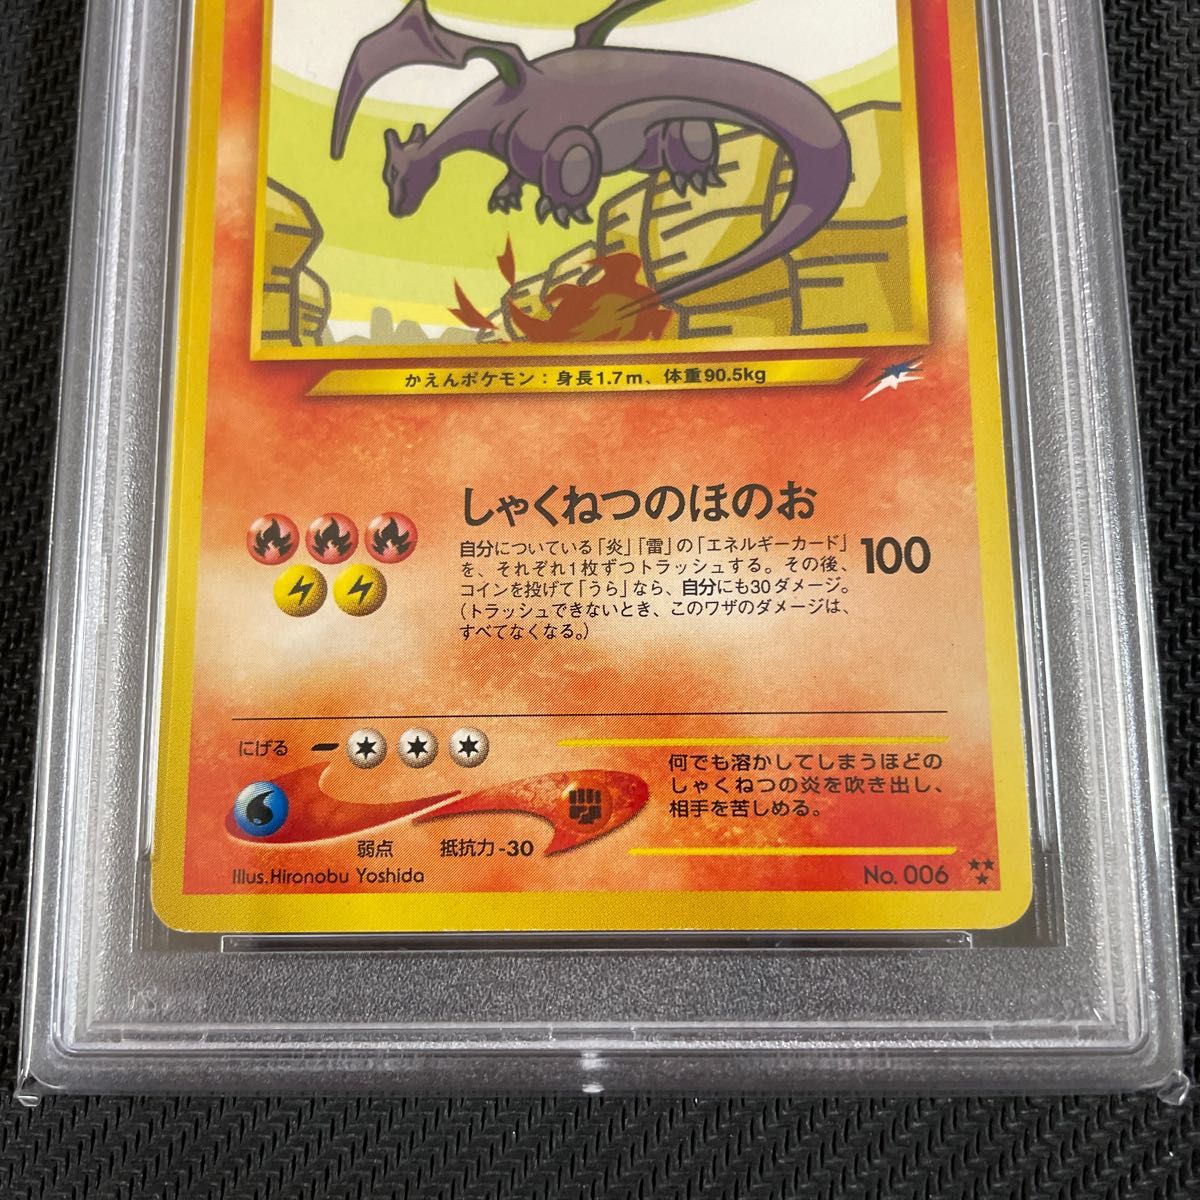 かえんポケモン：身長1.7m、体重90.5kg
しゃくねつのほのお
自分についている「炎」「雷」の「エネルギーカード」
を、それぞれ1枚ずつトラッシュする。その後、
コインを投げて「うら」なら、自分にも30ダメージ。
（トラッシュできないとき、このワザのダメージは、
すべてなくなる。）
100
にげる
弱点
抵抗力-30
何でも溶かしてしまうほどの
しゃくねつの炎を吹き出し、
相手を苦しめる。
Illus.Hironobu Yoshida
No. 006